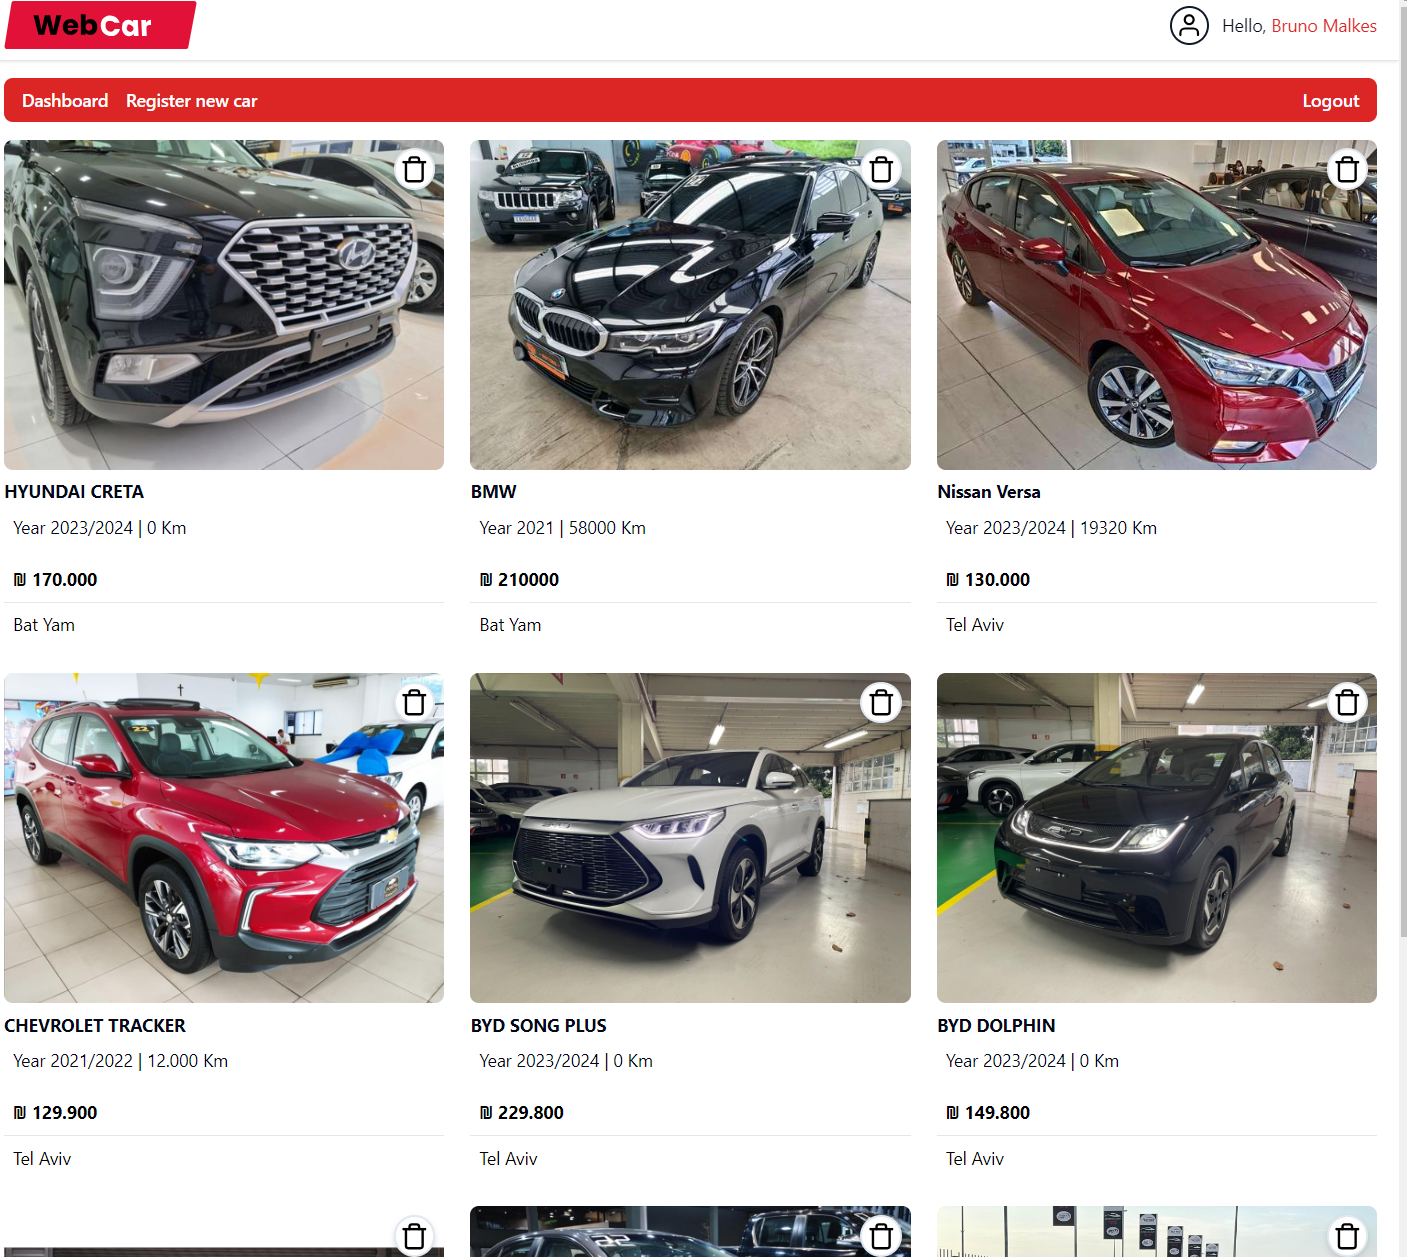 WebCar
Hello, Bruno Malkes
Dashboard Register new car Logout
HYUNDAI CRETA
Year 2023/2024 | 0 Km
₪ 170.000
Bat Yam
BMW
Year 2021 | 58000 Km
₪ 210000
Bat Yam
Nissan Versa
Year 2023/2024 | 19320 Km
₪ 130.000
Tel Aviv
22
CHEVROLET TRACKER
Year 2021/2022 | 12.000 Km
₪ 129.900
Tel Aviv
BYD SONG PLUS
Year 2023/2024 | 0 Km
₪ 229.800
Tel Aviv
BYD
BYD DOLPHIN
Year 2023/2024 | 0 Km
₪ 149.800
Tel Aviv
22